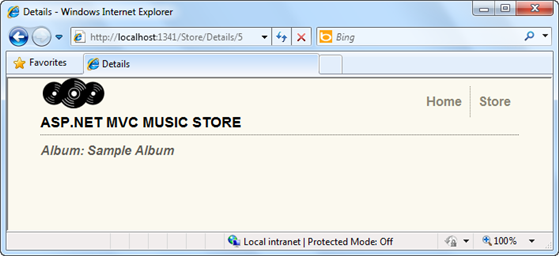 Details - Windows Internet Explorer
http://localhost:1341/Store/Details/5
Bing
Favorites
Details
Home
Store
ASP.NET MVC MUSIC STORE
Album: Sample Album
Local intranet | Protected Mode: Off
100%